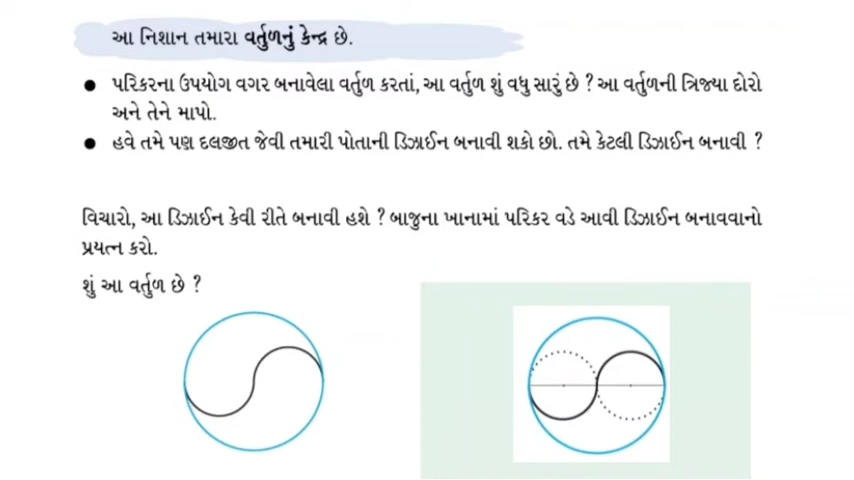 આ નિશાન તમારા વર્તુળનું કેન્દ્ર છે.
● પરિકરના ઉપયોગ વગર બનાવેલા વર્તુળ કરતાં, આ વર્તુળ શું વધુ સારું છે ? આ વર્તુળની ત્રિજ્યા દોરો
અને તેને માપો.
● હવે તમે પણ દલજીત જેવી તમારી પોતાની ડિઝાઈન બનાવી શકો છો. તમે કેટલી ડિઝાઈન બનાવી ?
વિચારો, આ ડિઝાઈન કેવી રીતે બનાવી હશે ? બાજુના ખાનામાં પરિકર વડે આવી ડિઝાઈન બનાવવાનો
પ્રયત્ન કરો.
શું આ વર્તુળ છે ?